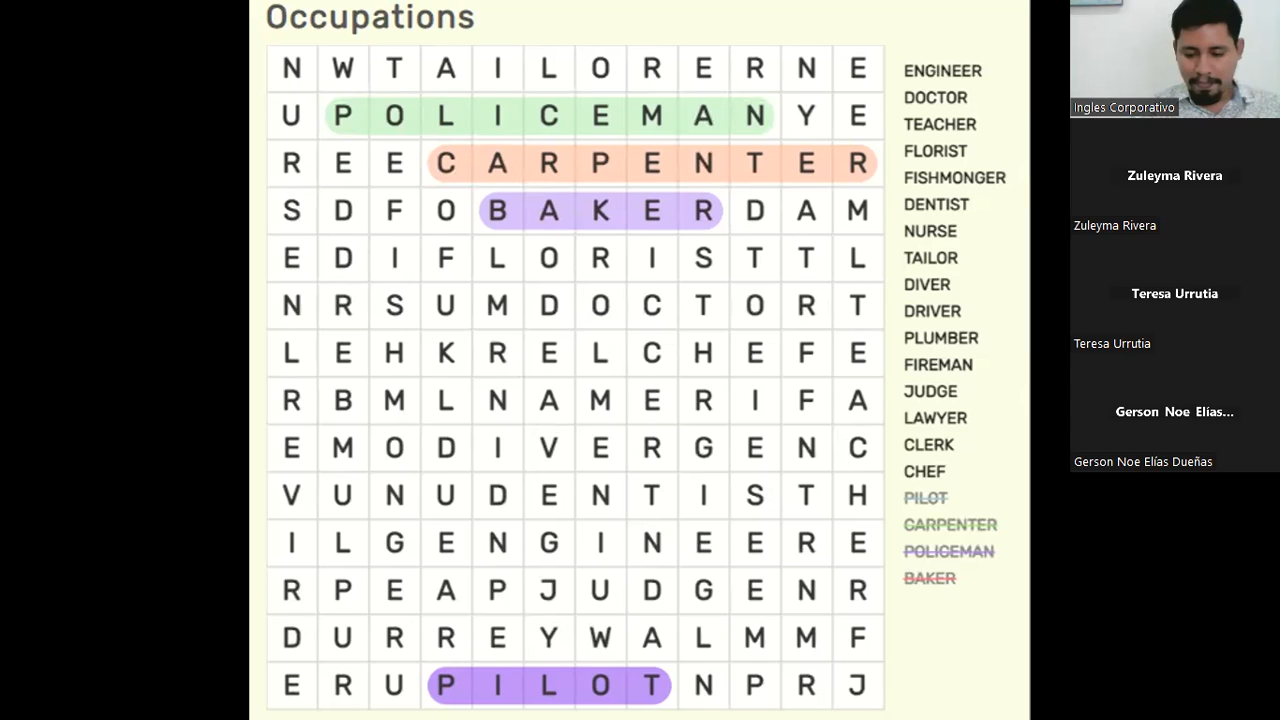 Occupations
N W T A I L O R E R N E
U P O L I C E M A N Y E
R E E C A R P E N T E R
S D F O B A K E R D A M
E D I F L O R I S T T L
N R S U M D O C T O R T
L E H K R E L C H E F E
R B M L N A M E R I F A
E M O D I V E R G E N C
V U N U D E N T I S T H
I L G E N G I N E E R E
R P E A P J U D G E N R
D U R R E Y W A L M M F
E R U P I L O T N P R J
ENGINEER
DOCTOR
TEACHER
FLORIST
FISHMONGER
DENTIST
NURSE
TAILOR
DIVER
DRIVER
PLUMBER
FIREMAN
JUDGE
LAWYER
CLERK
CHEF
PILOT
CARPENTER
POLICEMAN
BAKER
Ingles Corporativo
Zuleyma Rivera
Zuleyma Rivera
Teresa Urrutia
Teresa Urrutia
Gerson Noe Elías...
Gerson Noe Elías Dueñas